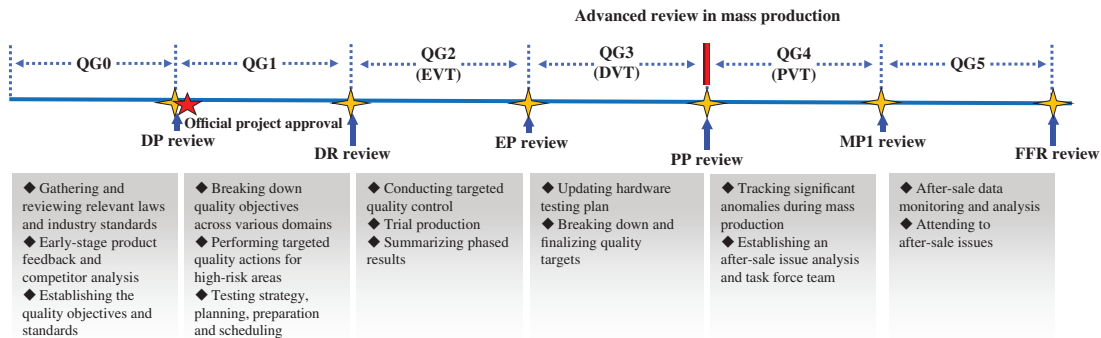 Advanced review in mass production
QG0
QG1
QG2
(EVT)
QG3
(DVT)
QG4
(PVT)
QG5
Official project approval
DP review
DR review
EP review
PP review
MP1 review
FFR review
◆ Gathering and
reviewing relevant laws
and industry standards
◆ Early-stage product
feedback and
competitor analysis
◆ Establishing the
quality objectives and
standards
◆ Breaking down
quality objectives
across various domains
◆ Performing targeted
quality actions for
high-risk areas
◆ Testing strategy,
planning, preparation
and scheduling
◆ Conducting targeted
quality control
◆ Trial production
◆ Summarizing phased
results
◆ Updating hardware
testing plan
◆ Breaking down and
finalizing quality
targets
◆ Tracking significant
anomalies during mass
production
◆ Establishing an
after-sale issue analysis
and task force team
◆ After-sale data
monitoring and analysis
◆ Attending to
after-sale issues